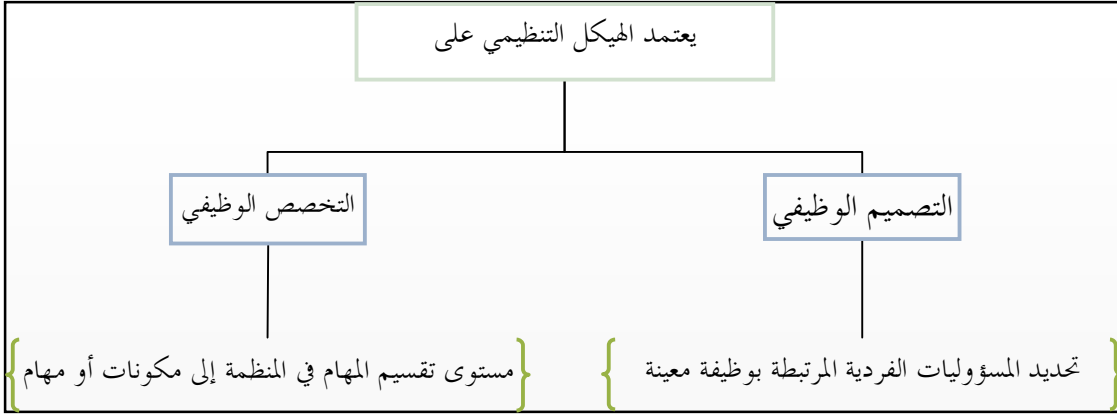 يعتمد الهيكل التنظيمي على
التصميم الوظيفي
التخصص الوظيفي
تحديد المسؤوليات الفردية المرتبطة بوظيفة معينة
مستوى تقسيم المهام في المنظمة إلى مكونات أو مهام